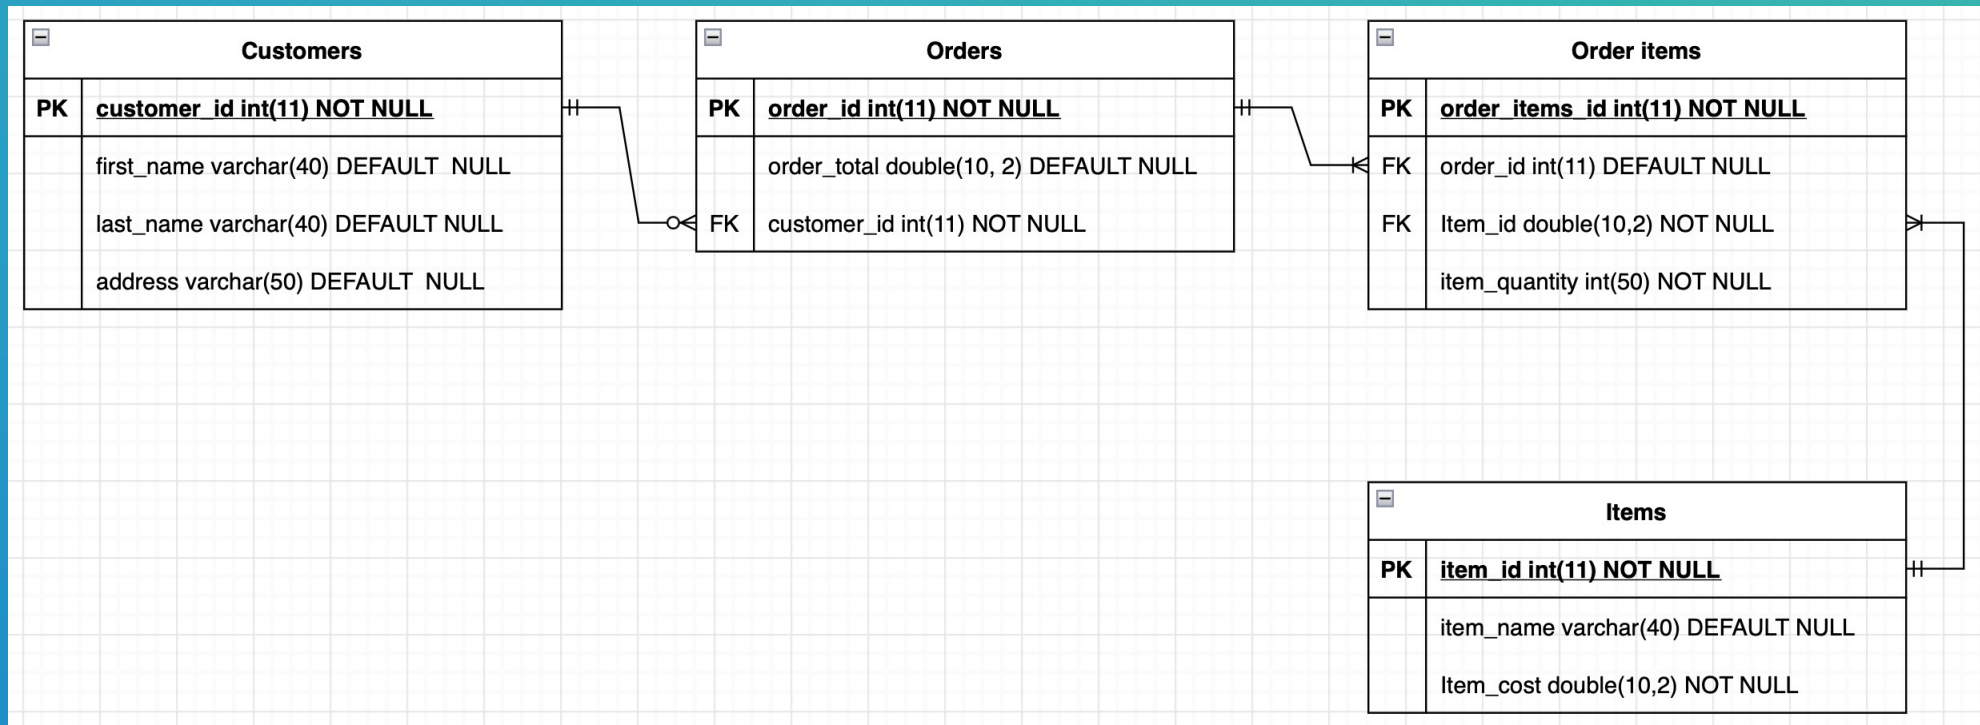 Customers
PK customer_id int(11) NOT NULL
first_name varchar(40) DEFAULT  NULL
last_name varchar(40) DEFAULT NULL
address varchar(50) DEFAULT  NULL
Orders
PK order_id int(11) NOT NULL
order_total double(10, 2) DEFAULT NULL
FK customer_id int(11) NOT NULL
Order items
PK order_items_id int(11) NOT NULL
FK order_id int(11) DEFAULT NULL
FK Item_id double(10,2) NOT NULL
item_quantity int(50) NOT NULL
Items
PK item_id int(11) NOT NULL
item_name varchar(40) DEFAULT NULL
Item_cost double(10,2) NOT NULL